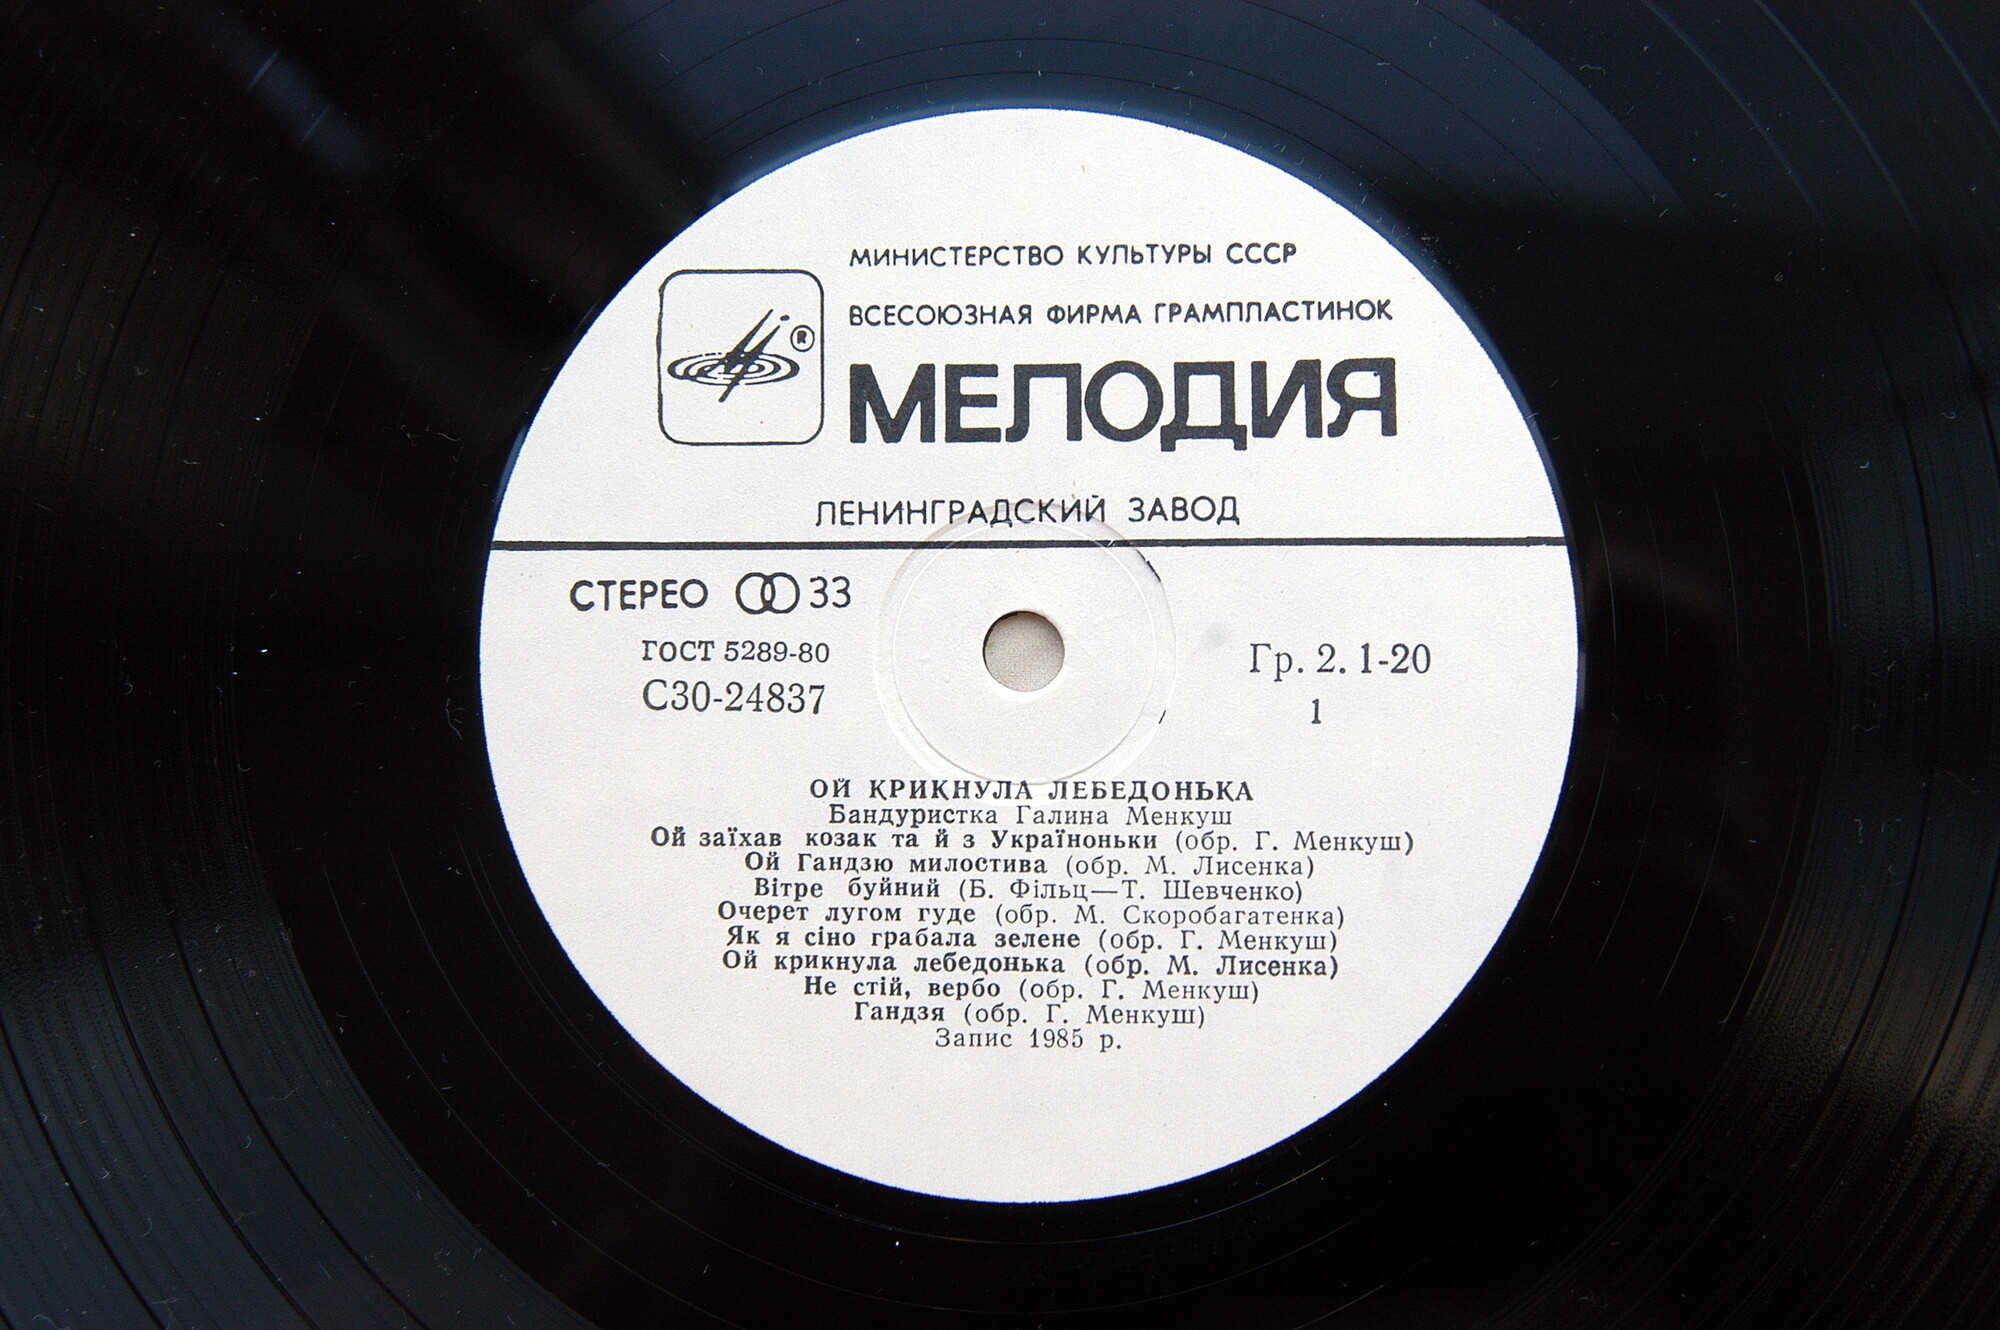 МИНИСТЕРСТВО КУЛЬТУРЫ СССР
ВСЕСОЮЗНАЯ ФИРМА ГРАМПЛАСТИНОК
®
МЕЛОДИЯ
ЛЕНИНГРАДСКИЙ ЗАВОД
СТЕРЕО 33
ГОСТ 5289-80
С30-24837
Гр. 2. 1-20
1
ОЙ КРИКНУЛА ЛЕБЕДОНЬКА
Бандуристка Галина Менкуш
Ой заїхав козак та й з Україноньки (обр. Г. Менкуш)
Ой Гандзю милостива (обр. М. Лисенка)
Вітре буйний (Б. Фільц—Т. Шевченко)
Очерет лугом гуде (обр. М. Скоробагатенка)
Як я сіно грабала зелене (обр. Г. Менкуш)
Ой крикнула лебедонька (обр. М. Лисенка)
Не стій, вербо (обр. Г. Менкуш)
Гандзя (обр. Г. Менкуш)
Запис 1985 р.